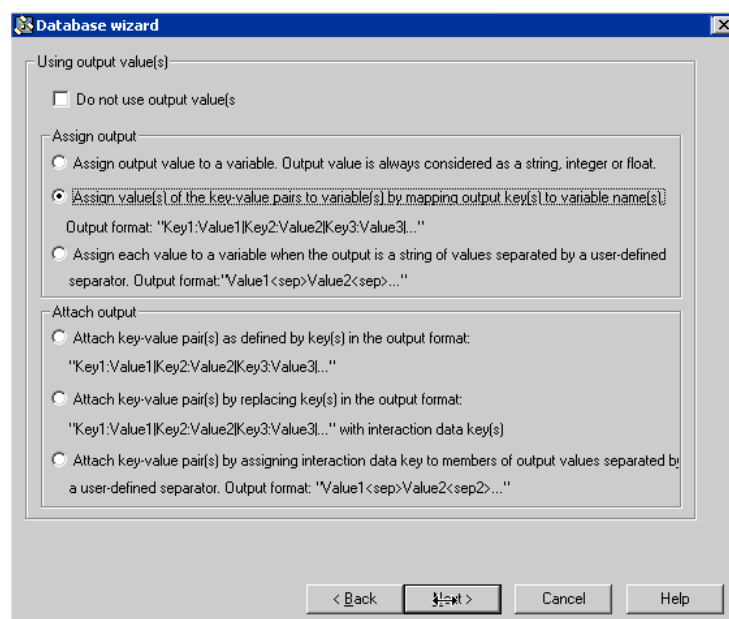 Database wizard
Using output value(s)
Do not use output value(s
Assign output
Assign output value to a variable. Output value is always considered as a string, integer or float.
Assign value(s) of the key-value pairs to variable(s) by mapping output key(s) to variable name(s).
Output format: "Key1:Value1|Key2:Value2|Key3:Value3|..."
Assign each value to a variable when the output is a string of values separated by a user-defined
separator. Output format:"Value1<sep>Value2<sep>..."
Attach output
Attach key-value pair(s) as defined by key(s) in the output format:
"Key1:Value1|Key2:Value2|Key3:Value3|..."
Attach key-value pair(s) by replacing key(s) in the output format:
"Key1:Value1|Key2:Value2|Key3:Value3|..." with interaction data key(s)
Attach key-value pair(s) by assigning interaction data key to members of output values separated by
a user-defined separator. Output format: "Value1<sep>Value2<sep2>..."
< Back Next > Cancel Help